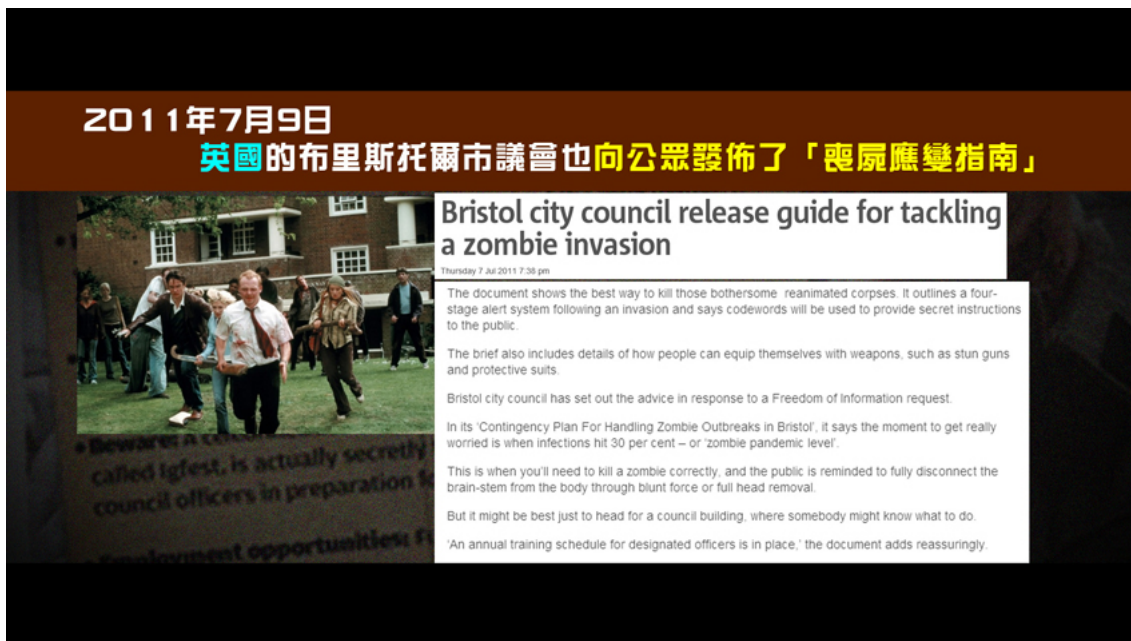 2011年7月9日
英國的布里斯托爾市議會也向公眾發佈了「喪屍應變指南」
Bristol city council release guide for tackling
a zombie invasion
Thursday 7 Jul 2011 7:38 pm
The document shows the best way to kill those bothersome reanimated corpses. It outlines a four-
stage alert system following an invasion and says codewords will be used to provide secret instructions
to the public.
The brief also includes details of how people can equip themselves with weapons, such as stun guns
and protective suits.
Bristol city council has set out the advice in response to a Freedom of Information request.
In its 'Contingency Plan For Handling Zombie Outbreaks in Bristol', it says the moment to get really
worried is when infections hit 30 per cent – or 'zombie pandemic level'.
This is when you'll need to kill a zombie correctly, and the public is reminded to fully disconnect the
brain-stem from the body through blunt force or full head removal.
But it might be best just to head for a council building, where somebody might know what to do.
'An annual training schedule for designated officers is in place,' the document adds reassuringly.
• Beware: a
called Igfest, is actually secretly
council officers in preparation
• Employment opportunities: